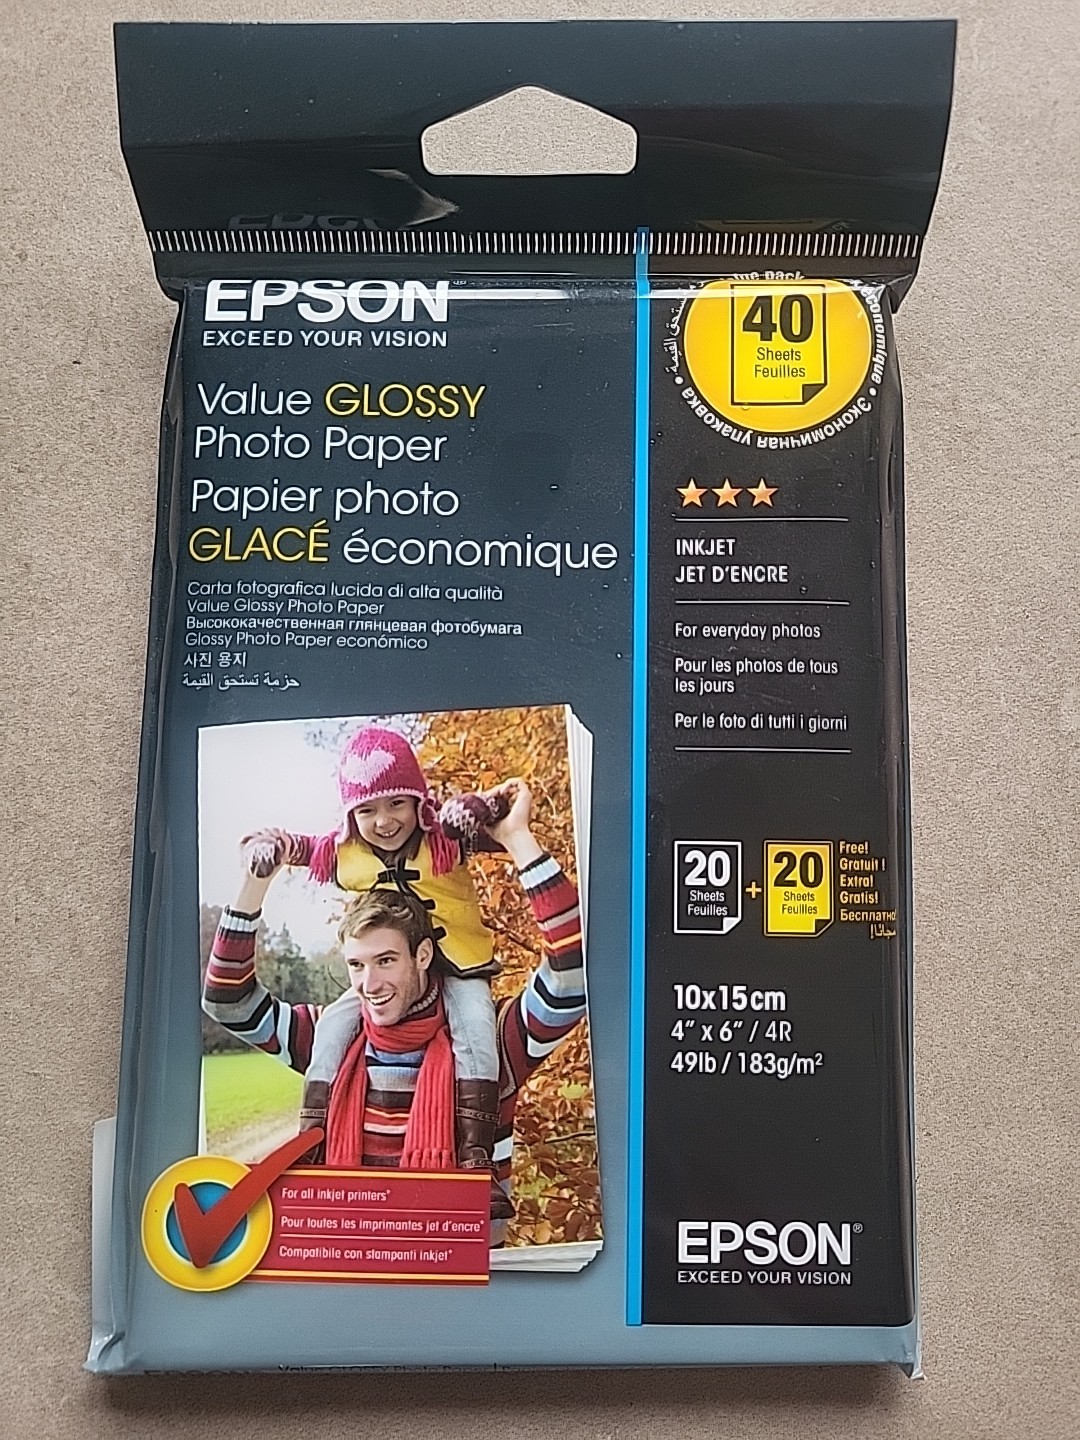 EPSON
EXCEED YOUR VISION
Value GLOSSY
Photo Paper
Papier photo
GLACÉ économique
Carta fotografica lucida di alta qualità
Value Glossy Photo Paper
Высококачественная глянцевая фотобумага
Glossy Photo Paper económico
사진 용지
حزمة تستحق القيمة
pack
économique • Экономичная упаковка •
40
Sheets
Feuilles
INKJET
JET D'ENCRE
For everyday photos
Pour les photos de tous
les jours
Per le foto di tutti i giorni
20
Sheets
Feuilles
+
20
Sheets
Feuilles
Free!
Gratuit !
Extra!
Gratis!
Бесплатно
مجانًا!
10x15cm
4" x 6" / 4R
49lb / 183g/m²
For all inkjet printers*
Pour toutes les imprimantes jet d'encre*
Compatibile con stampanti inkjet*
EPSON®
EXCEED YOUR VISION